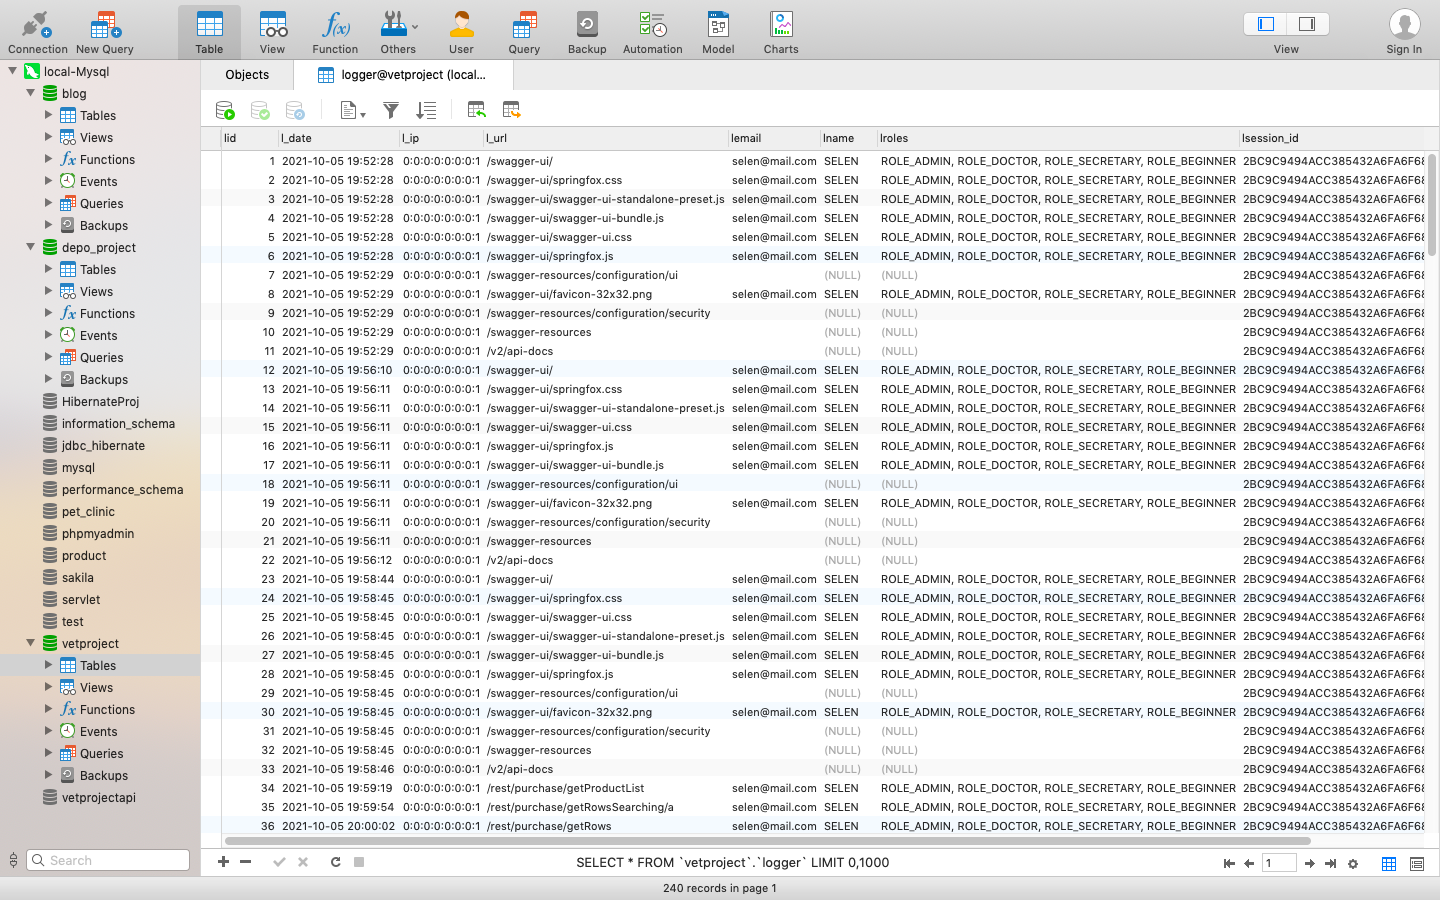 Connection New Query Table View Function Others User Query Backup Automation Model Charts View Sign In
local-Mysql
blog
Tables
Views
Functions
Events
Queries
Backups
depo_project
Tables
Views
Functions
Events
Queries
Backups
HibernateProj
information_schema
jdbc_hibernate
mysql
performance_schema
pet_clinic
phpmyadmin
product
sakila
servlet
test
vetproject
Tables
Views
Functions
Events
Queries
Backups
vetprojectapi
Search
Objects logger@vetproject (local...
lid l_date l_ip l_url lemail lname lroles lsession_id
1 2021-10-05 19:52:28 0:0:0:0:0:0:0:1 /swagger-ui/ selen@mail.com SELEN ROLE_ADMIN, ROLE_DOCTOR, ROLE_SECRETARY, ROLE_BEGINNER 2BC9C9494ACC385432A6FA6F68
2 2021-10-05 19:52:28 0:0:0:0:0:0:0:1 /swagger-ui/springfox.css selen@mail.com SELEN ROLE_ADMIN, ROLE_DOCTOR, ROLE_SECRETARY, ROLE_BEGINNER 2BC9C9494ACC385432A6FA6F68
3 2021-10-05 19:52:28 0:0:0:0:0:0:0:1 /swagger-ui/swagger-ui-standalone-preset.js selen@mail.com SELEN ROLE_ADMIN, ROLE_DOCTOR, ROLE_SECRETARY, ROLE_BEGINNER 2BC9C9494ACC385432A6FA6F68
4 2021-10-05 19:52:28 0:0:0:0:0:0:0:1 /swagger-ui/swagger-ui-bundle.js selen@mail.com SELEN ROLE_ADMIN, ROLE_DOCTOR, ROLE_SECRETARY, ROLE_BEGINNER 2BC9C9494ACC385432A6FA6F68
5 2021-10-05 19:52:28 0:0:0:0:0:0:0:1 /swagger-ui/swagger-ui.css selen@mail.com SELEN ROLE_ADMIN, ROLE_DOCTOR, ROLE_SECRETARY, ROLE_BEGINNER 2BC9C9494ACC385432A6FA6F68
6 2021-10-05 19:52:28 0:0:0:0:0:0:0:1 /swagger-ui/springfox.js selen@mail.com SELEN ROLE_ADMIN, ROLE_DOCTOR, ROLE_SECRETARY, ROLE_BEGINNER 2BC9C9494ACC385432A6FA6F68
7 2021-10-05 19:52:29 0:0:0:0:0:0:0:1 /swagger-resources/configuration/ui (NULL) (NULL) 2BC9C9494ACC385432A6FA6F68
8 2021-10-05 19:52:29 0:0:0:0:0:0:0:1 /swagger-ui/favicon-32x32.png selen@mail.com SELEN ROLE_ADMIN, ROLE_DOCTOR, ROLE_SECRETARY, ROLE_BEGINNER 2BC9C9494ACC385432A6FA6F68
9 2021-10-05 19:52:29 0:0:0:0:0:0:0:1 /swagger-resources/configuration/security (NULL) (NULL) 2BC9C9494ACC385432A6FA6F68
10 2021-10-05 19:52:29 0:0:0:0:0:0:0:1 /swagger-resources (NULL) (NULL) 2BC9C9494ACC385432A6FA6F68
11 2021-10-05 19:52:29 0:0:0:0:0:0:0:1 /v2/api-docs (NULL) (NULL) 2BC9C9494ACC385432A6FA6F68
12 2021-10-05 19:56:10 0:0:0:0:0:0:0:1 /swagger-ui/ selen@mail.com SELEN ROLE_ADMIN, ROLE_DOCTOR, ROLE_SECRETARY, ROLE_BEGINNER 2BC9C9494ACC385432A6FA6F68
13 2021-10-05 19:56:11 0:0:0:0:0:0:0:1 /swagger-ui/springfox.css selen@mail.com SELEN ROLE_ADMIN, ROLE_DOCTOR, ROLE_SECRETARY, ROLE_BEGINNER 2BC9C9494ACC385432A6FA6F68
14 2021-10-05 19:56:11 0:0:0:0:0:0:0:1 /swagger-ui/swagger-ui-standalone-preset.js selen@mail.com SELEN ROLE_ADMIN, ROLE_DOCTOR, ROLE_SECRETARY, ROLE_BEGINNER 2BC9C9494ACC385432A6FA6F68
15 2021-10-05 19:56:11 0:0:0:0:0:0:0:1 /swagger-ui/swagger-ui.css selen@mail.com SELEN ROLE_ADMIN, ROLE_DOCTOR, ROLE_SECRETARY, ROLE_BEGINNER 2BC9C9494ACC385432A6FA6F68
16 2021-10-05 19:56:11 0:0:0:0:0:0:0:1 /swagger-ui/springfox.js selen@mail.com SELEN ROLE_ADMIN, ROLE_DOCTOR, ROLE_SECRETARY, ROLE_BEGINNER 2BC9C9494ACC385432A6FA6F68
17 2021-10-05 19:56:11 0:0:0:0:0:0:0:1 /swagger-ui/swagger-ui-bundle.js selen@mail.com SELEN ROLE_ADMIN, ROLE_DOCTOR, ROLE_SECRETARY, ROLE_BEGINNER 2BC9C9494ACC385432A6FA6F68
18 2021-10-05 19:56:11 0:0:0:0:0:0:0:1 /swagger-resources/configuration/ui (NULL) (NULL) 2BC9C9494ACC385432A6FA6F68
19 2021-10-05 19:56:11 0:0:0:0:0:0:0:1 /swagger-ui/favicon-32x32.png selen@mail.com SELEN ROLE_ADMIN, ROLE_DOCTOR, ROLE_SECRETARY, ROLE_BEGINNER 2BC9C9494ACC385432A6FA6F68
20 2021-10-05 19:56:11 0:0:0:0:0:0:0:1 /swagger-resources/configuration/security (NULL) (NULL) 2BC9C9494ACC385432A6FA6F68
21 2021-10-05 19:56:11 0:0:0:0:0:0:0:1 /swagger-resources (NULL) (NULL) 2BC9C9494ACC385432A6FA6F68
22 2021-10-05 19:56:12 0:0:0:0:0:0:0:1 /v2/api-docs (NULL) (NULL) 2BC9C9494ACC385432A6FA6F68
23 2021-10-05 19:58:44 0:0:0:0:0:0:0:1 /swagger-ui/ selen@mail.com SELEN ROLE_ADMIN, ROLE_DOCTOR, ROLE_SECRETARY, ROLE_BEGINNER 2BC9C9494ACC385432A6FA6F68
24 2021-10-05 19:58:45 0:0:0:0:0:0:0:1 /swagger-ui/springfox.css selen@mail.com SELEN ROLE_ADMIN, ROLE_DOCTOR, ROLE_SECRETARY, ROLE_BEGINNER 2BC9C9494ACC385432A6FA6F68
25 2021-10-05 19:58:45 0:0:0:0:0:0:0:1 /swagger-ui/swagger-ui.css selen@mail.com SELEN ROLE_ADMIN, ROLE_DOCTOR, ROLE_SECRETARY, ROLE_BEGINNER 2BC9C9494ACC385432A6FA6F68
26 2021-10-05 19:58:45 0:0:0:0:0:0:0:1 /swagger-ui/swagger-ui-standalone-preset.js selen@mail.com SELEN ROLE_ADMIN, ROLE_DOCTOR, ROLE_SECRETARY, ROLE_BEGINNER 2BC9C9494ACC385432A6FA6F68
27 2021-10-05 19:58:45 0:0:0:0:0:0:0:1 /swagger-ui/swagger-ui-bundle.js selen@mail.com SELEN ROLE_ADMIN, ROLE_DOCTOR, ROLE_SECRETARY, ROLE_BEGINNER 2BC9C9494ACC385432A6FA6F68
28 2021-10-05 19:58:45 0:0:0:0:0:0:0:1 /swagger-ui/springfox.js selen@mail.com SELEN ROLE_ADMIN, ROLE_DOCTOR, ROLE_SECRETARY, ROLE_BEGINNER 2BC9C9494ACC385432A6FA6F68
29 2021-10-05 19:58:45 0:0:0:0:0:0:0:1 /swagger-resources/configuration/ui (NULL) (NULL) 2BC9C9494ACC385432A6FA6F68
30 2021-10-05 19:58:45 0:0:0:0:0:0:0:1 /swagger-ui/favicon-32x32.png selen@mail.com SELEN ROLE_ADMIN, ROLE_DOCTOR, ROLE_SECRETARY, ROLE_BEGINNER 2BC9C9494ACC385432A6FA6F68
31 2021-10-05 19:58:45 0:0:0:0:0:0:0:1 /swagger-resources/configuration/security (NULL) (NULL) 2BC9C9494ACC385432A6FA6F68
32 2021-10-05 19:58:45 0:0:0:0:0:0:0:1 /swagger-resources (NULL) (NULL) 2BC9C9494ACC385432A6FA6F68
33 2021-10-05 19:58:46 0:0:0:0:0:0:0:1 /v2/api-docs (NULL) (NULL) 2BC9C9494ACC385432A6FA6F68
34 2021-10-05 19:59:19 0:0:0:0:0:0:0:1 /rest/purchase/getProductList selen@mail.com SELEN ROLE_ADMIN, ROLE_DOCTOR, ROLE_SECRETARY, ROLE_BEGINNER 2BC9C9494ACC385432A6FA6F68
35 2021-10-05 19:59:54 0:0:0:0:0:0:0:1 /rest/purchase/getRowsSearching/a selen@mail.com SELEN ROLE_ADMIN, ROLE_DOCTOR, ROLE_SECRETARY, ROLE_BEGINNER 2BC9C9494ACC385432A6FA6F68
36 2021-10-05 20:00:02 0:0:0:0:0:0:0:1 /rest/purchase/getRows selen@mail.com SELEN ROLE_ADMIN, ROLE_DOCTOR, ROLE_SECRETARY, ROLE_BEGINNER 2BC9C9494ACC385432A6FA6F68
SELECT * FROM `vetproject`.`logger` LIMIT 0,1000 1
240 records in page 1